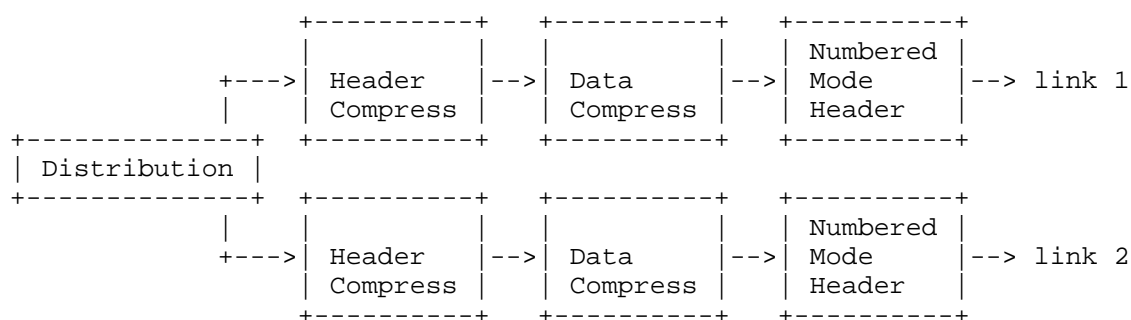 Numbered
Header Data Mode link 1
Compress Compress Header
Distribution
Numbered
Header Data Mode link 2
Compress Compress Header